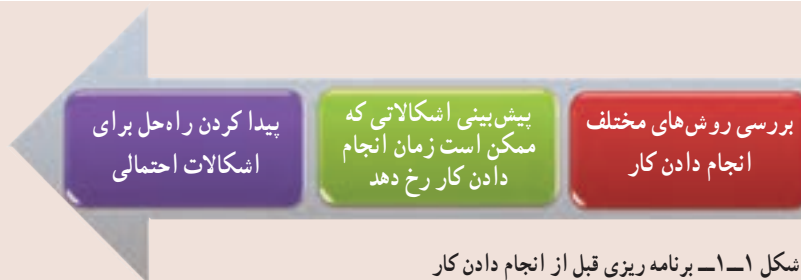 بررسی روش‌های مختلف
انجام دادن کار
پیش‌بینی اشکالاتی که
ممکن است زمان انجام
دادن کار رخ دهد
پیدا کردن راه‌حل برای
اشکالات احتمالی
شکل ۱ــ۱ــ برنامه ریزی قبل از انجام دادن کار